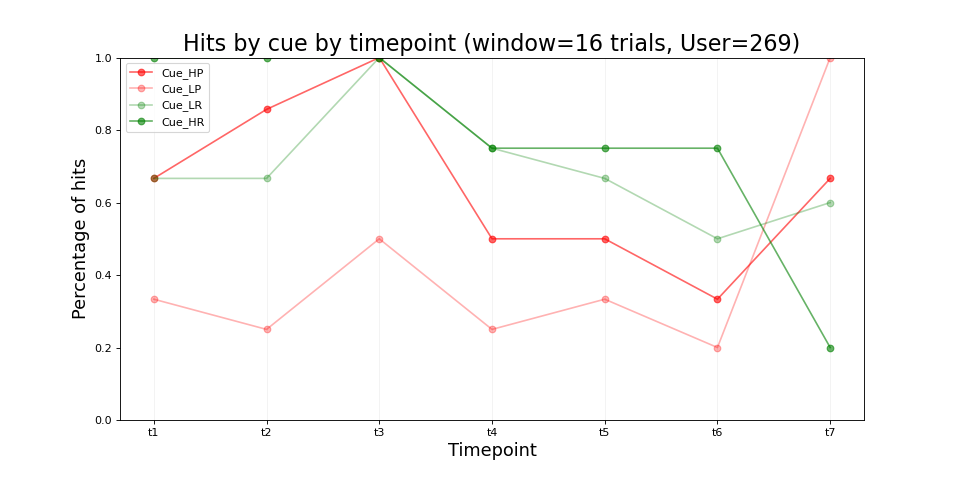 Hits by cue by timepoint (window=16 trials, User=269)
Cue_HP
Cue_LP
Cue_LR
Cue_HR
Percentage of hits
1.0
0.8
0.6
0.4
0.2
0.0
t1 t2 t3 t4 t5 t6 t7
Timepoint